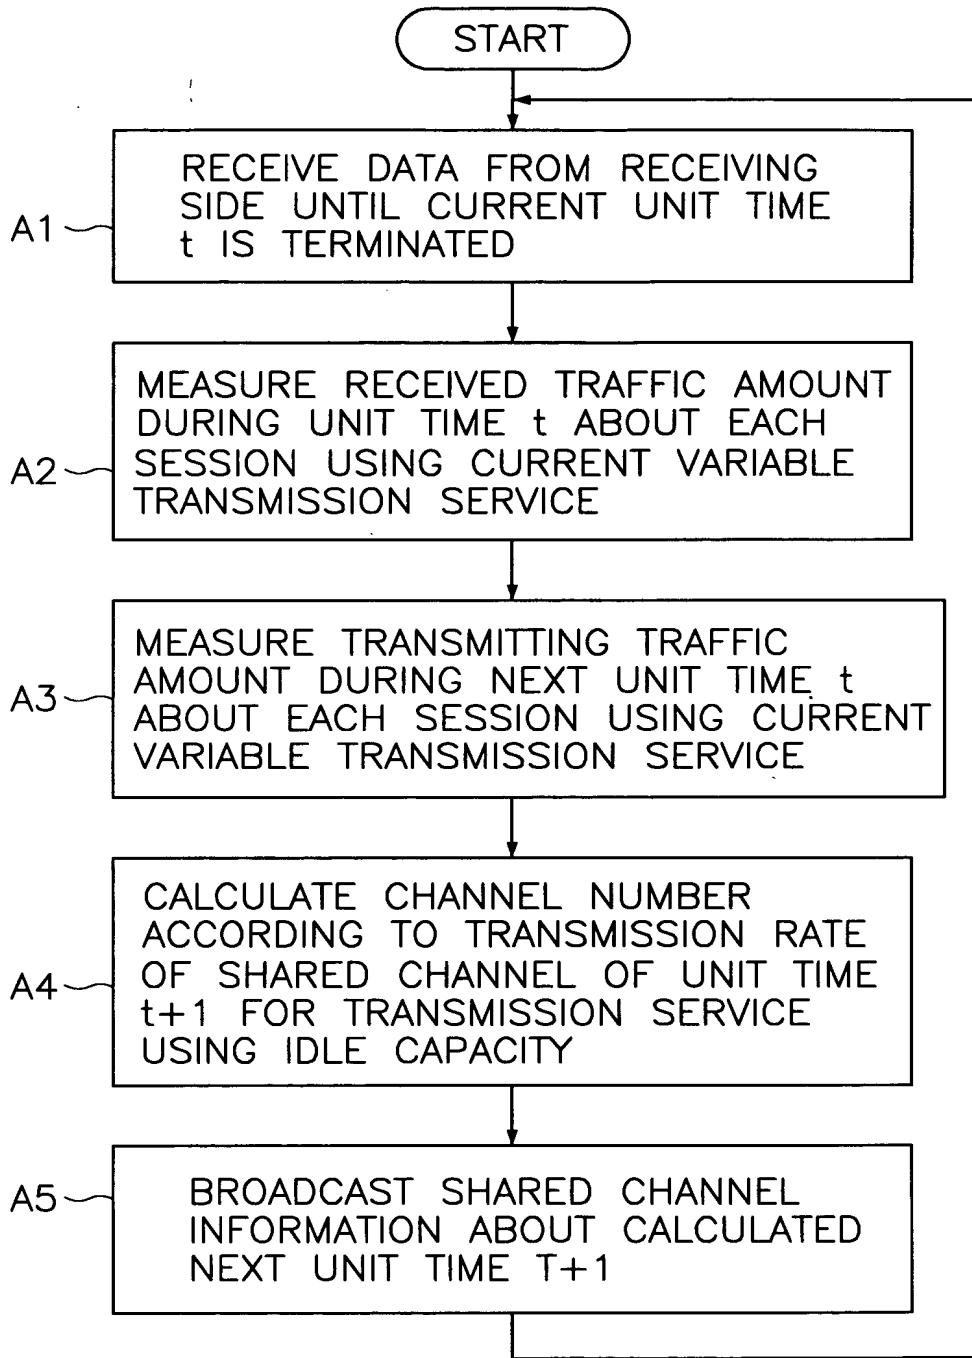 START
RECEIVE DATA FROM RECEIVING
SIDE UNTIL CURRENT UNIT TIME
t IS TERMINATED
A1
MEASURE RECEIVED TRAFFIC AMOUNT
DURING UNIT TIME t ABOUT EACH
SESSION USING CURRENT VARIABLE
TRANSMISSION SERVICE
A2
MEASURE TRANSMITTING TRAFFIC
AMOUNT DURING NEXT UNIT TIME t
ABOUT EACH SESSION USING CURRENT
VARIABLE TRANSMISSION SERVICE
A3
CALCULATE CHANNEL NUMBER
ACCORDING TO TRANSMISSION RATE
OF SHARED CHANNEL OF UNIT TIME
t+1 FOR TRANSMISSION SERVICE
USING IDLE CAPACITY
A4
BROADCAST SHARED CHANNEL
INFORMATION ABOUT CALCULATED
NEXT UNIT TIME T+1
A5